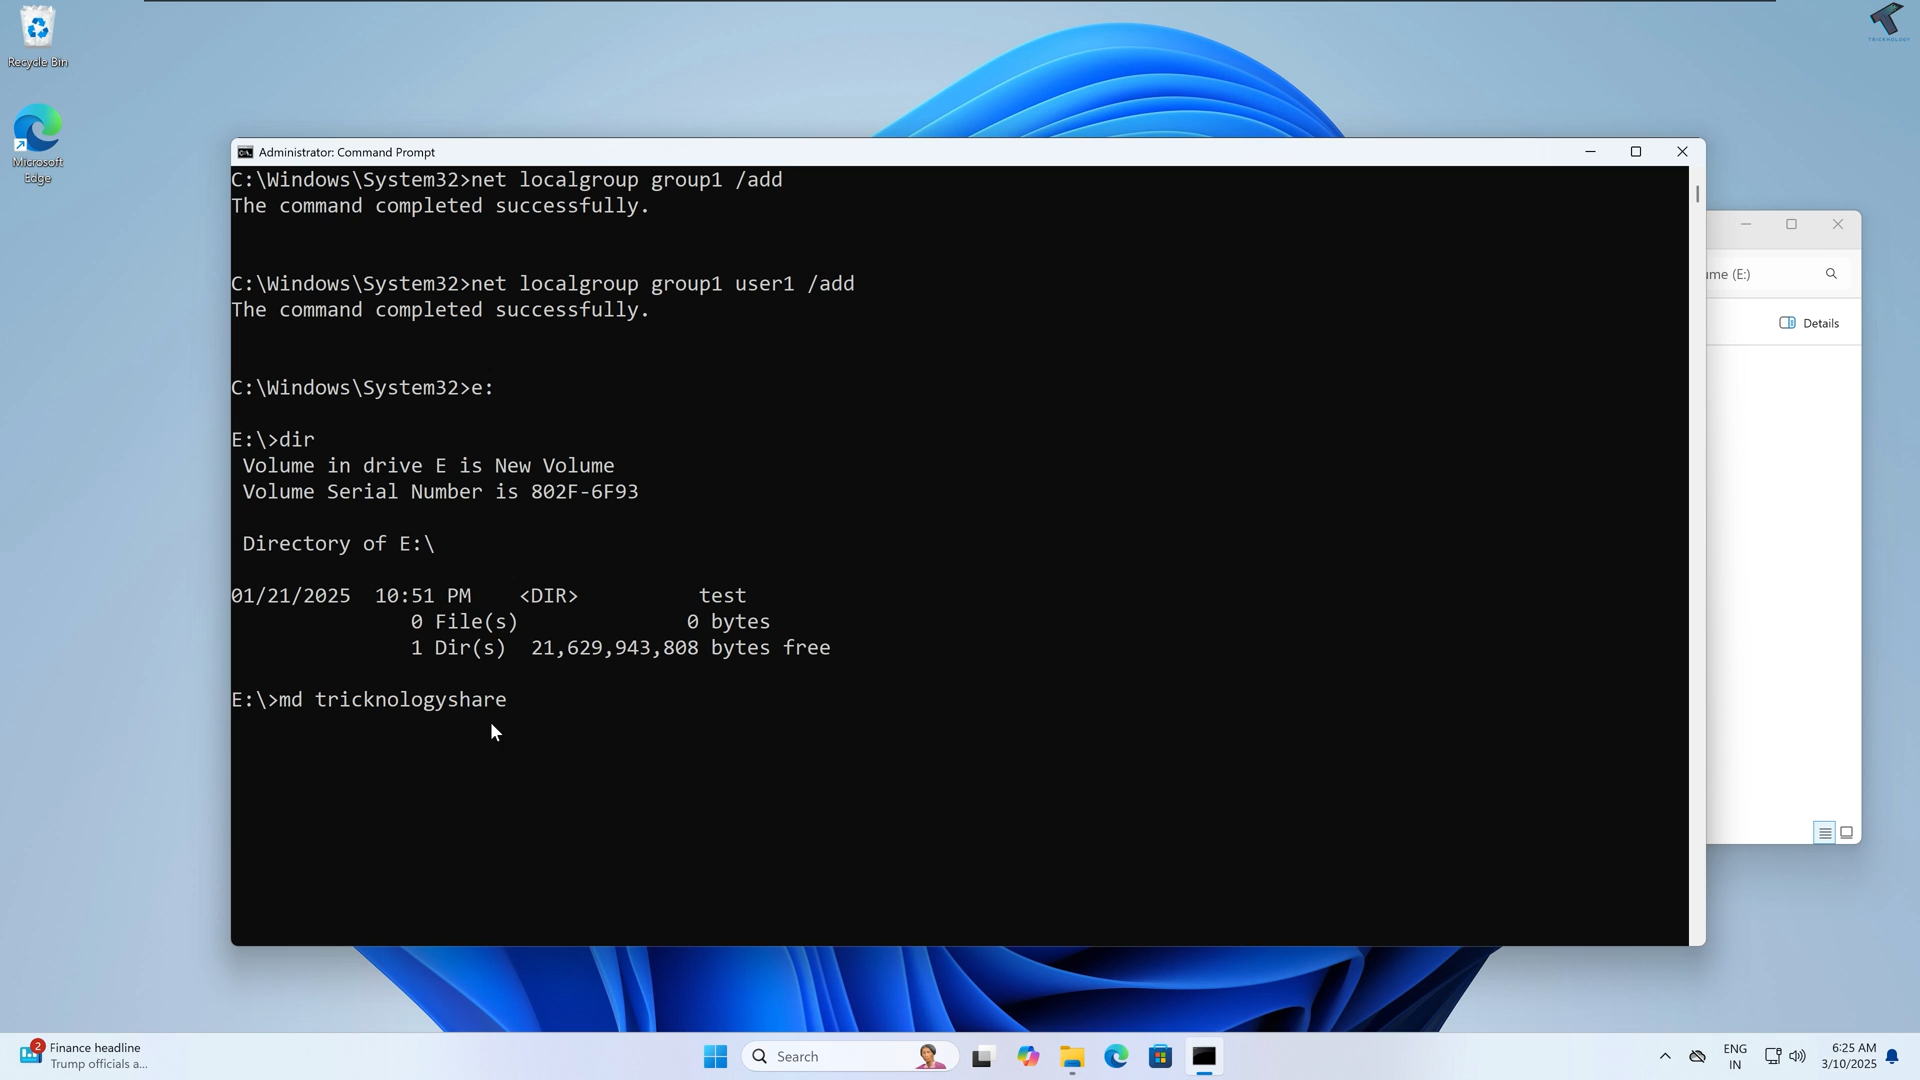 Recycle Bin
Microsoft
Edge
TRICKNOLOGY
Administrator: Command Prompt
C:\Windows\System32>net localgroup group1 /add
The command completed successfully.
C:\Windows\System32>net localgroup group1 user1 /add
The command completed successfully.
C:\Windows\System32>e:
E:\>dir
Volume in drive E is New Volume
Volume Serial Number is 802F-6F93
Directory of E:\
01/21/2025 10:51 PM <DIR> test
0 File(s) 0 bytes
1 Dir(s) 21,629,943,808 bytes free
E:\>md tricknologyshare
ume (E:)
Details
2
Finance headline
Trump officials a...
Search
ENG
IN
6:25 AM
3/10/2025